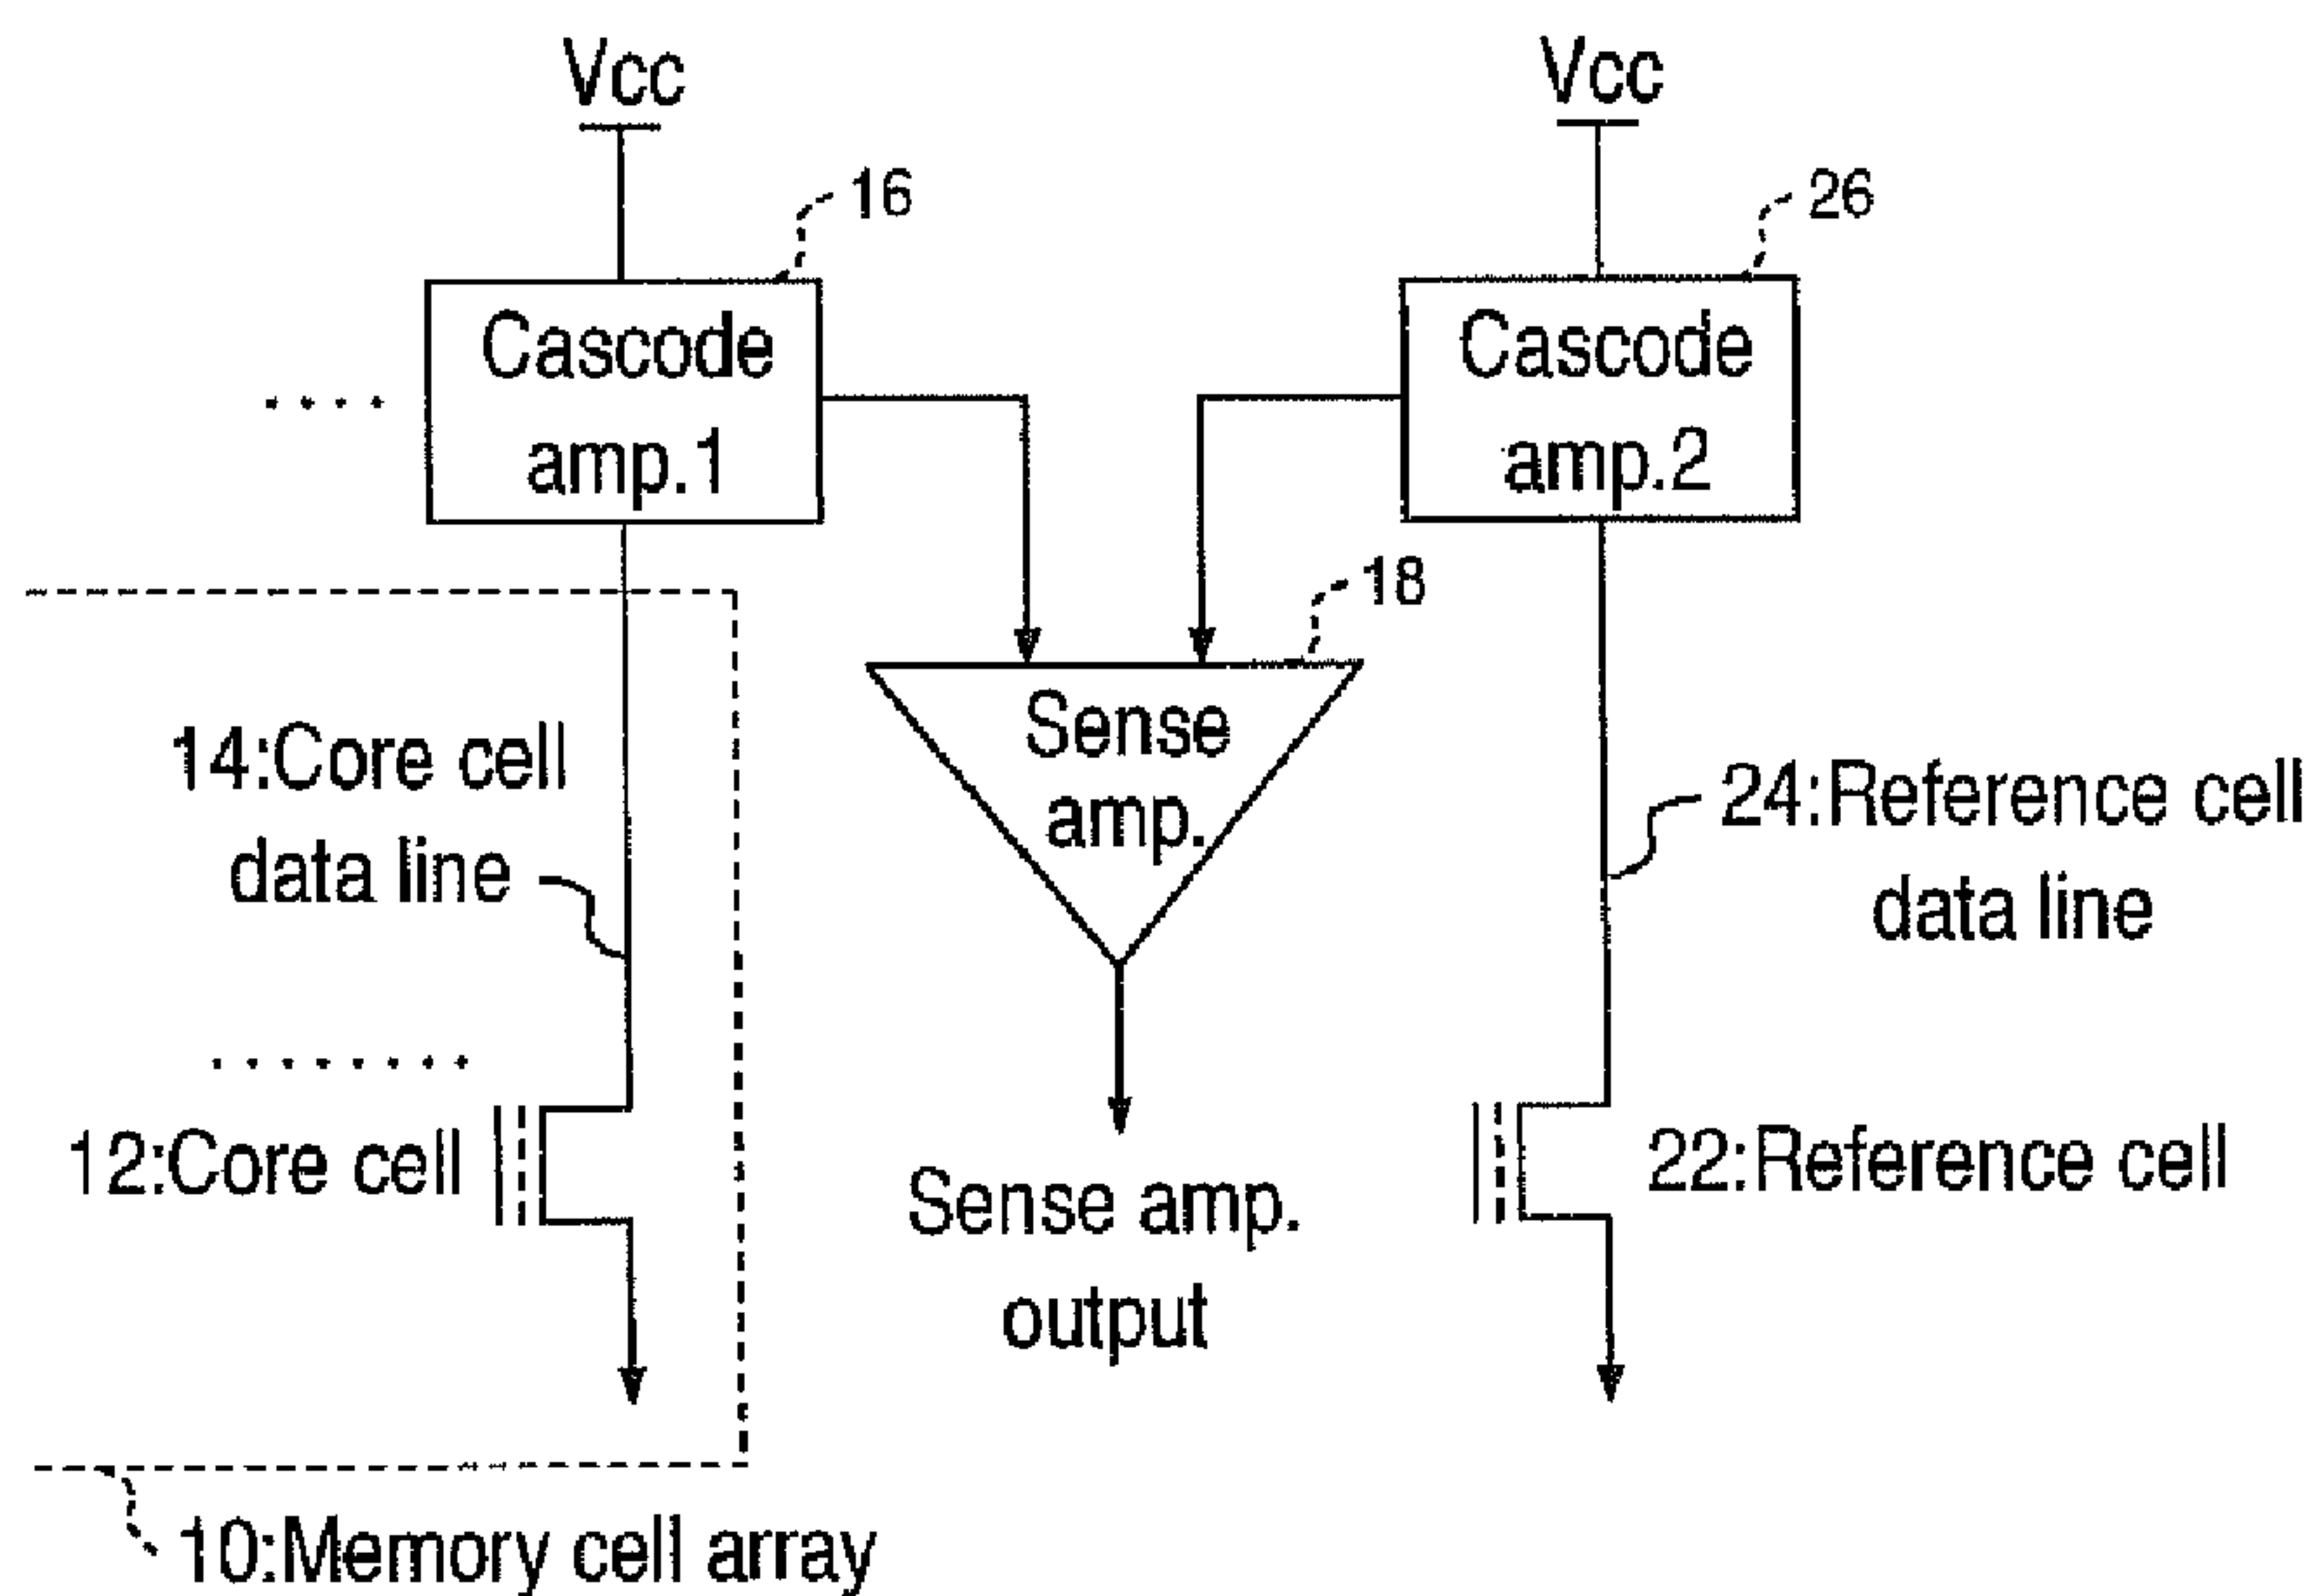 Vcc
Vcc
16
26
Cascode
amp.1
Cascode
amp.2
18
Sense
amp.
14:Core cell
data line
24:Reference cell
data line
12:Core cell
22:Reference cell
Sense amp.
output
10:Memory cell array